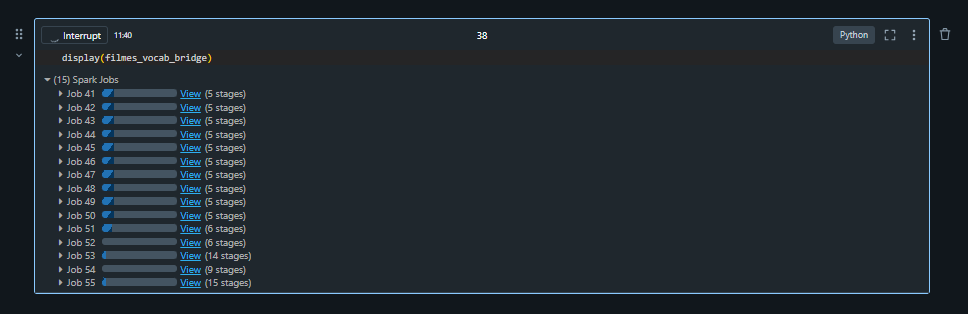 Interrupt 11:40 38 Python
display(filmes_vocab_bridge)
(15) Spark Jobs
Job 41 View (5 stages)
Job 42 View (5 stages)
Job 43 View (5 stages)
Job 44 View (5 stages)
Job 45 View (5 stages)
Job 46 View (5 stages)
Job 47 View (5 stages)
Job 48 View (5 stages)
Job 49 View (5 stages)
Job 50 View (5 stages)
Job 51 View (6 stages)
Job 52 View (6 stages)
Job 53 View (14 stages)
Job 54 View (9 stages)
Job 55 View (15 stages)